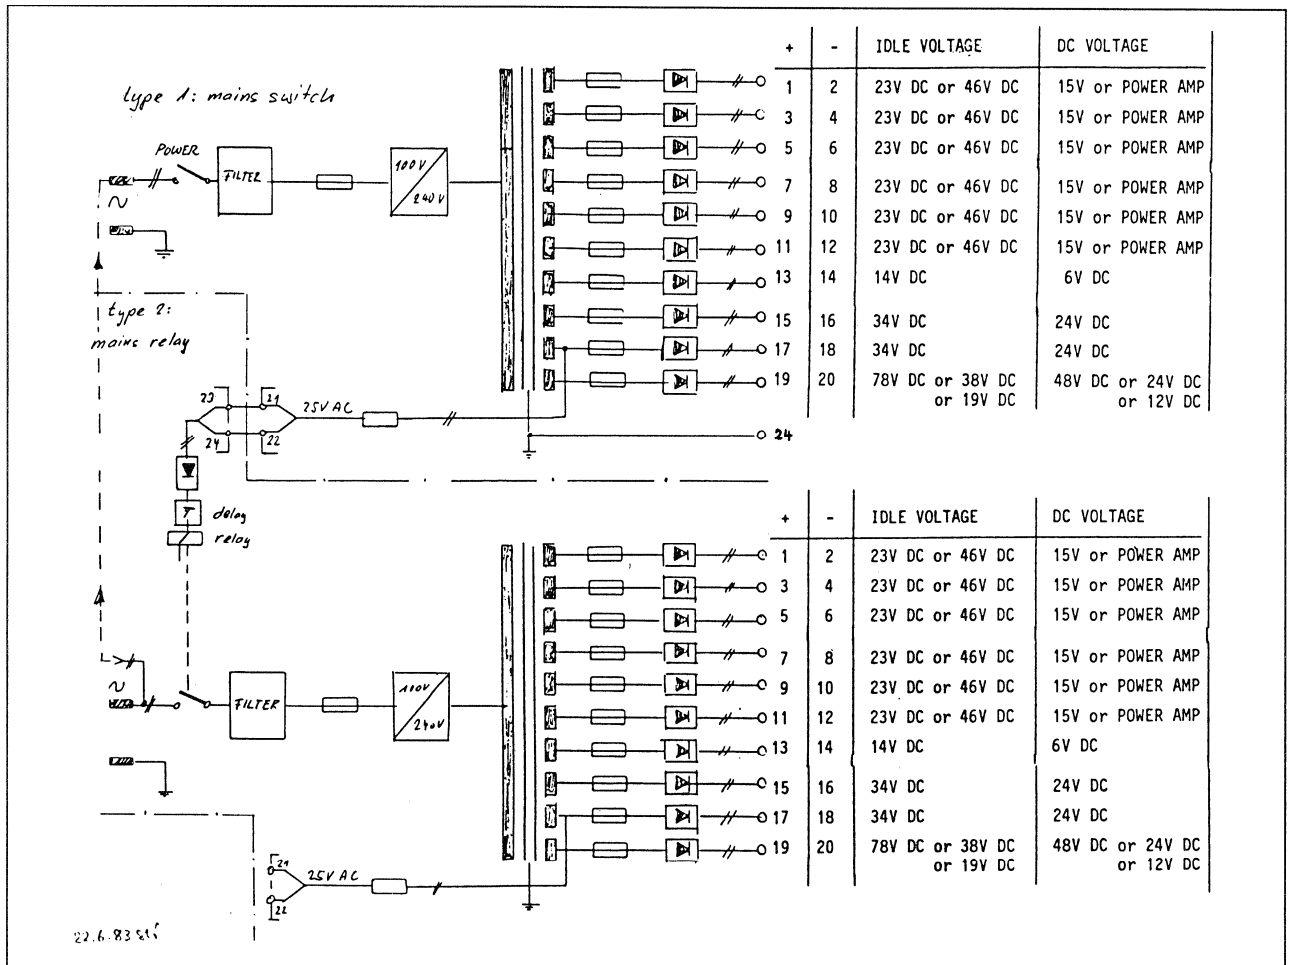 + - IDLE VOLTAGE DC VOLTAGE
type 1: mains switch
1 2 23V DC or 46V DC 15V or POWER AMP
3 4 23V DC or 46V DC 15V or POWER AMP
POWER
FILTER
100V
240V
5 6 23V DC or 46V DC 15V or POWER AMP
7 8 23V DC or 46V DC 15V or POWER AMP
~
9 10 23V DC or 46V DC 15V or POWER AMP
11 12 23V DC or 46V DC 15V or POWER AMP
13 14 14V DC 6V DC
type 2:
mains relay
15 16 34V DC 24V DC
17 18 34V DC 24V DC
19 20 78V DC or 38V DC 48V DC or 24V DC
or 19V DC or 12V DC
23 21 25V AC
24 22
24
T delay
relay
+ - IDLE VOLTAGE DC VOLTAGE
1 2 23V DC or 46V DC 15V or POWER AMP
3 4 23V DC or 46V DC 15V or POWER AMP
5 6 23V DC or 46V DC 15V or POWER AMP
7 8 23V DC or 46V DC 15V or POWER AMP
~
FILTER
100V
240V
9 10 23V DC or 46V DC 15V or POWER AMP
11 12 23V DC or 46V DC 15V or POWER AMP
13 14 14V DC 6V DC
15 16 34V DC 24V DC
17 18 34V DC 24V DC
19 20 78V DC or 38V DC 48V DC or 24V DC
or 19V DC or 12V DC
21
25V AC
22
22.6.83